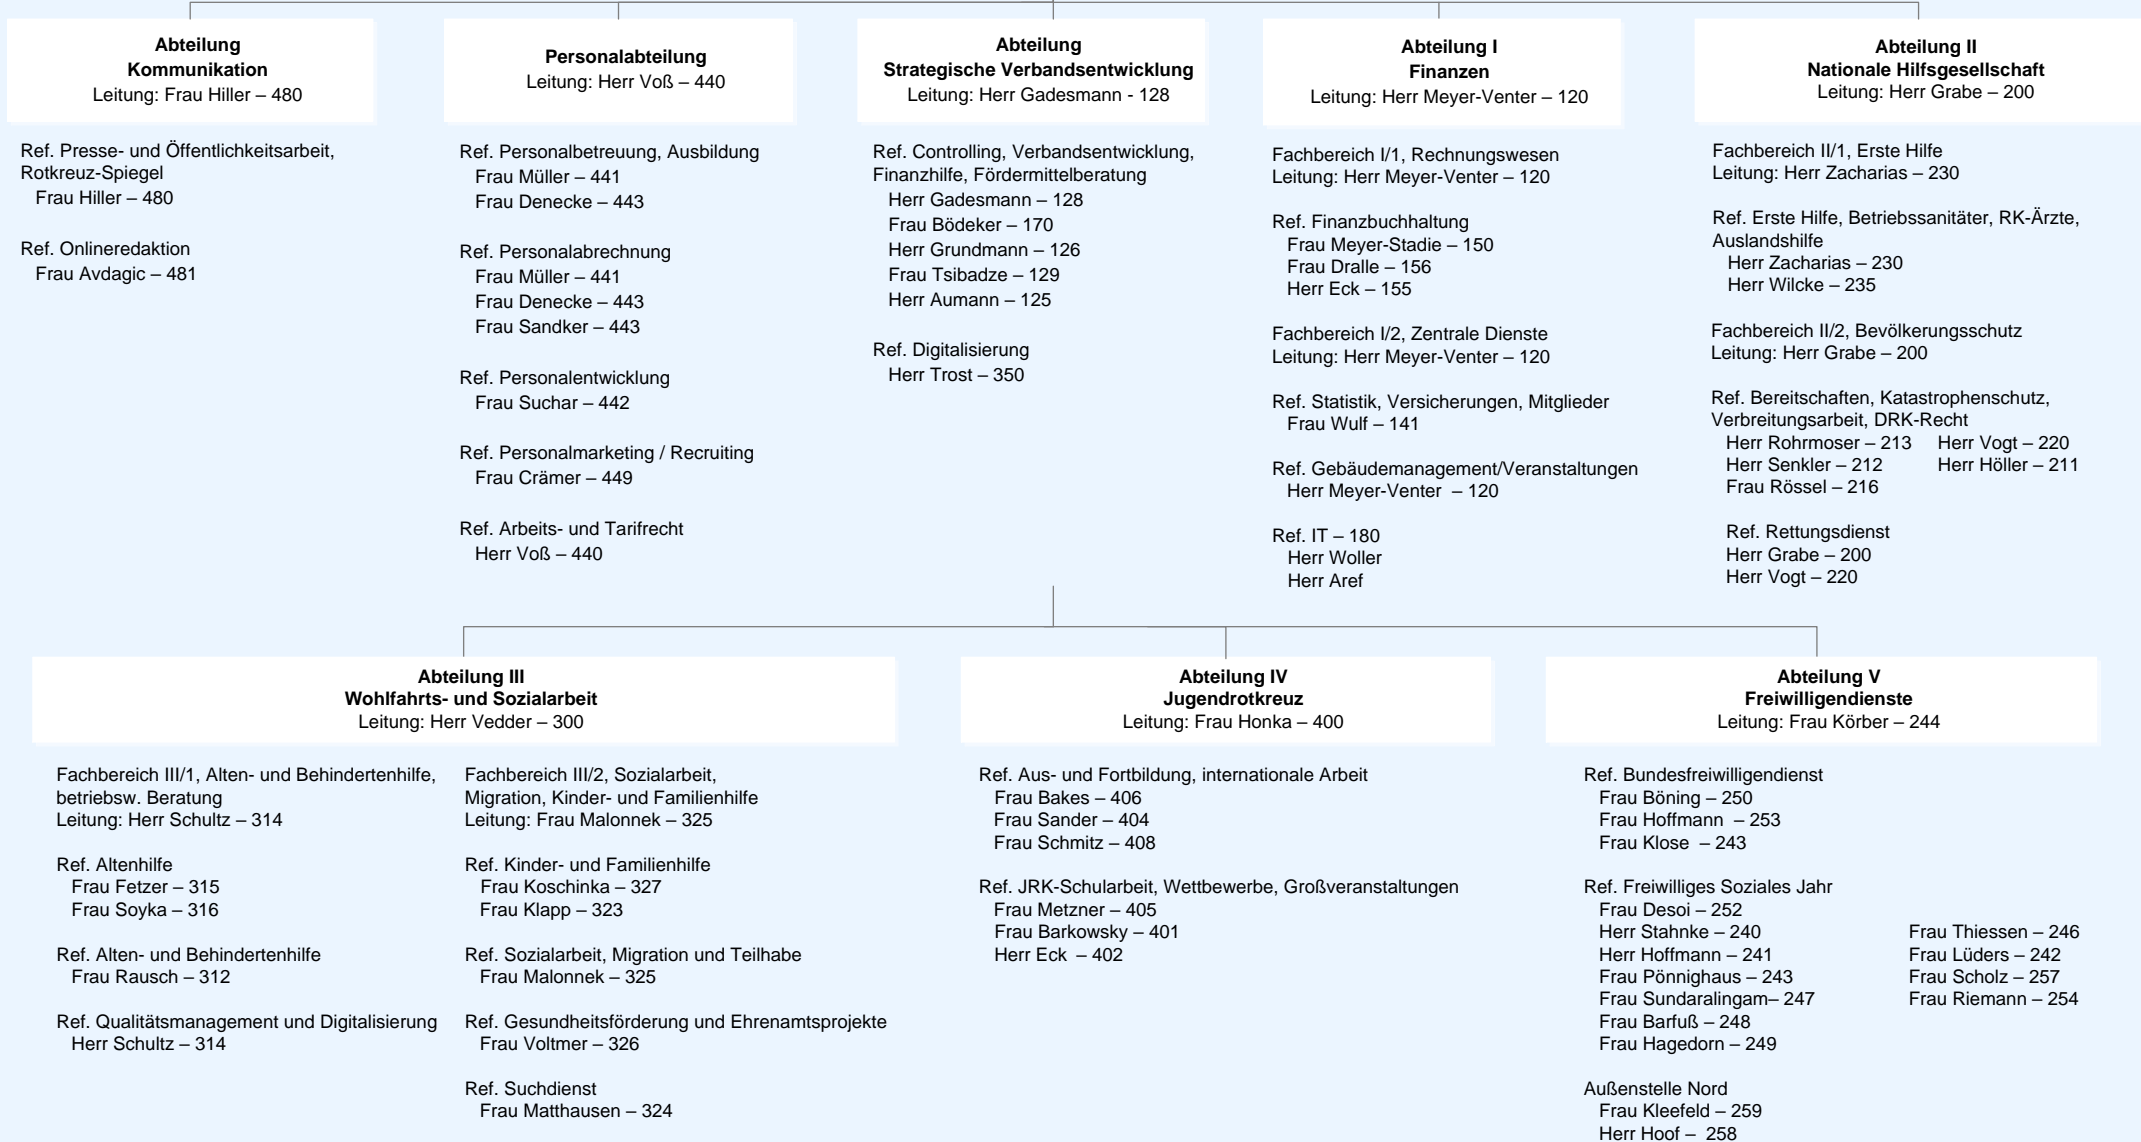 Abteilung
Kommunikation
Leitung: Frau Hiller – 480
Ref. Presse- und Öffentlichkeitsarbeit,
Rotkreuz-Spiegel
Frau Hiller – 480
Ref. Onlineredaktion
Frau Avdagic – 481
Personalabteilung
Leitung: Herr Voß – 440
Ref. Personalbetreuung, Ausbildung
Frau Müller – 441
Frau Denecke – 443
Ref. Personalabrechnung
Frau Müller – 441
Frau Denecke – 443
Frau Sandker – 443
Ref. Personalentwicklung
Frau Suchar – 442
Ref. Personalmarketing / Recruiting
Frau Crämer – 449
Ref. Arbeits- und Tarifrecht
Herr Voß – 440
Abteilung
Strategische Verbandsentwicklung
Leitung: Herr Gadesmann - 128
Ref. Controlling, Verbandsentwicklung,
Finanzhilfe, Fördermittelberatung
Herr Gadesmann – 128
Frau Bödeker – 170
Herr Grundmann – 126
Frau Tsibadze – 129
Herr Aumann – 125
Ref. Digitalisierung
Herr Trost – 350
Abteilung I
Finanzen
Leitung: Herr Meyer-Venter – 120
Fachbereich I/1, Rechnungswesen
Leitung: Herr Meyer-Venter – 120
Ref. Finanzbuchhaltung
Frau Meyer-Stadie – 150
Frau Dralle – 156
Herr Eck – 155
Fachbereich I/2, Zentrale Dienste
Leitung: Herr Meyer-Venter – 120
Ref. Statistik, Versicherungen, Mitglieder
Frau Wulf – 141
Ref. Gebäudemanagement/Veranstaltungen
Herr Meyer-Venter – 120
Ref. IT – 180
Herr Woller
Herr Aref
Abteilung II
Nationale Hilfsgesellschaft
Leitung: Herr Grabe – 200
Fachbereich II/1, Erste Hilfe
Leitung: Herr Zacharias – 230
Ref. Erste Hilfe, Betriebssanitäter, RK-Ärzte,
Auslandshilfe
Herr Zacharias – 230
Herr Wilcke – 235
Fachbereich II/2, Bevölkerungsschutz
Leitung: Herr Grabe – 200
Ref. Bereitschaften, Katastrophenschutz,
Verbreitungsarbeit, DRK-Recht
Herr Rohrmoser – 213 Herr Vogt – 220
Herr Senkler – 212 Herr Höller – 211
Frau Rössel – 216
Ref. Rettungsdienst
Herr Grabe – 200
Herr Vogt – 220
Abteilung III
Wohlfahrts- und Sozialarbeit
Leitung: Herr Vedder – 300
Fachbereich III/1, Alten- und Behindertenhilfe,
betriebsw. Beratung
Leitung: Herr Schultz – 314
Ref. Altenhilfe
Frau Fetzer – 315
Frau Soyka – 316
Ref. Alten- und Behindertenhilfe
Frau Rausch – 312
Ref. Qualitätsmanagement und Digitalisierung
Herr Schultz – 314
Fachbereich III/2, Sozialarbeit,
Migration, Kinder- und Familienhilfe
Leitung: Frau Malonnek – 325
Ref. Kinder- und Familienhilfe
Frau Koschinka – 327
Frau Klapp – 323
Ref. Sozialarbeit, Migration und Teilhabe
Frau Malonnek – 325
Ref. Gesundheitsförderung und Ehrenamtsprojekte
Frau Voltmer – 326
Ref. Suchdienst
Frau Matthausen – 324
Abteilung IV
Jugendrotkreuz
Leitung: Frau Honka – 400
Ref. Aus- und Fortbildung, internationale Arbeit
Frau Bakes – 406
Frau Sander – 404
Frau Schmitz – 408
Ref. JRK-Schularbeit, Wettbewerbe, Großveranstaltungen
Frau Metzner – 405
Frau Barkowsky – 401
Herr Eck – 402
Abteilung V
Freiwilligendienste
Leitung: Frau Körber – 244
Ref. Bundesfreiwilligendienst
Frau Böning – 250
Frau Hoffmann – 253
Frau Klose – 243
Ref. Freiwilliges Soziales Jahr
Frau Desoi – 252
Herr Stahnke – 240 Frau Thiessen – 246
Herr Hoffmann – 241 Frau Lüders – 242
Frau Pönnighaus – 243 Frau Scholz – 257
Frau Sundaralingam– 247 Frau Riemann – 254
Frau Barfuß – 248
Frau Hagedorn – 249
Außenstelle Nord
Frau Kleefeld – 259
Herr Hoof – 258